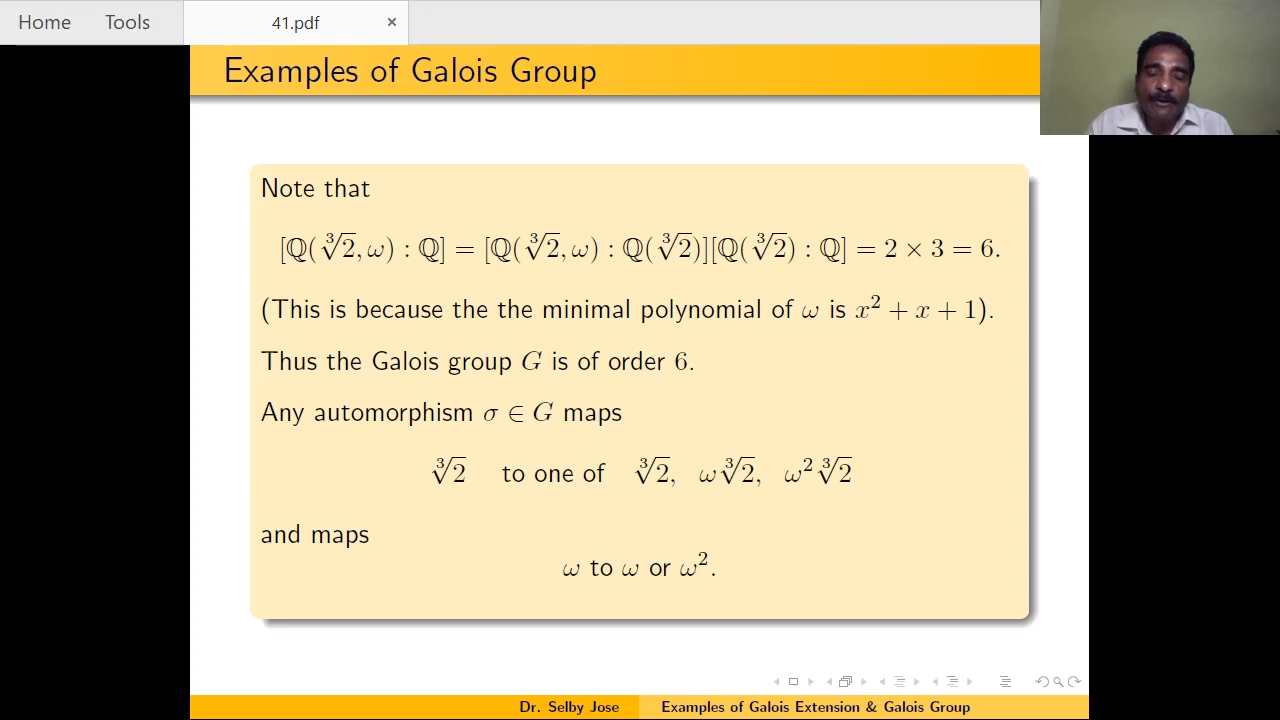 Home Tools 41.pdf ×
Examples of Galois Group
Note that
[ℚ(∛2, ω) : ℚ] = [ℚ(∛2, ω) : ℚ(∛2)][ℚ(∛2) : ℚ] = 2 × 3 = 6.
(This is because the the minimal polynomial of ω is x² + x + 1).
Thus the Galois group G is of order 6.
Any automorphism σ ∈ G maps
∛2 to one of ∛2, ω∛2, ω²∛2
and maps
ω to ω or ω².
Dr. Selby Jose Examples of Galois Extension & Galois Group